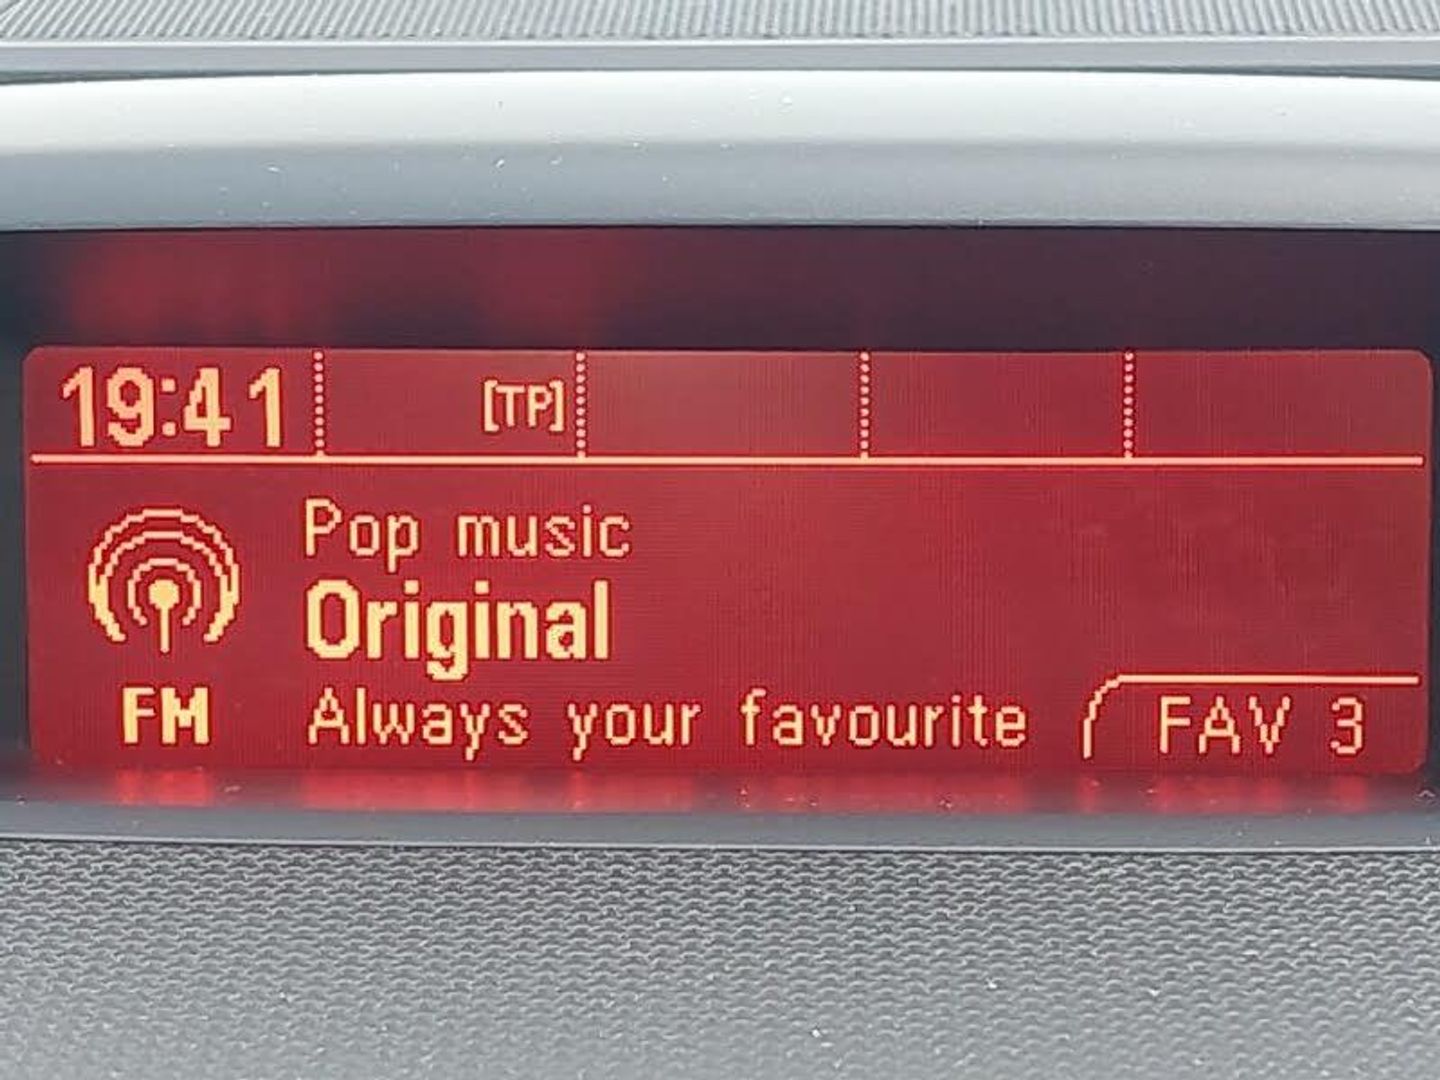 19:41
[TP]
Pop music
Original
FM
Always your favourite
FAV 3